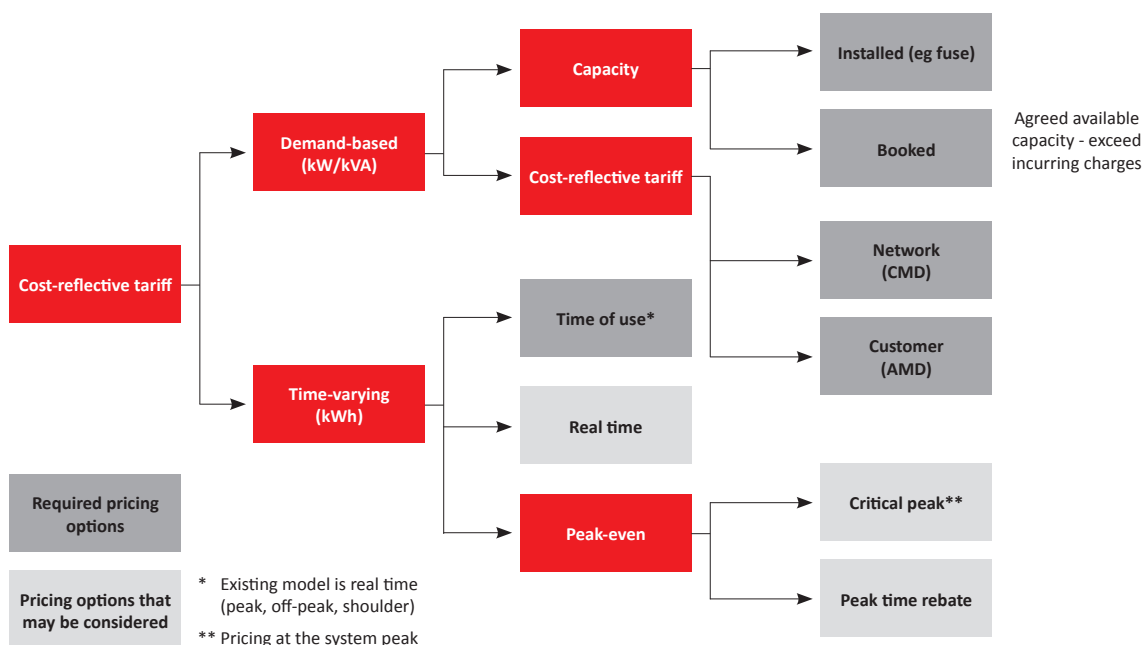 Cost-reflective tariff
Demand-based
(kW/kVA)
Time-varying
(kWh)
Capacity
Cost-reflective tariff
Time of use*
Real time
Peak-even
Installed (eg fuse)
Booked
Network
(CMD)
Customer
(AMD)
Critical peak**
Peak time rebate
Agreed available
capacity - exceed
incurring charges
Required pricing
options
Pricing options that
may be considered
* Existing model is real time
(peak, off-peak, shoulder)
** Pricing at the system peak